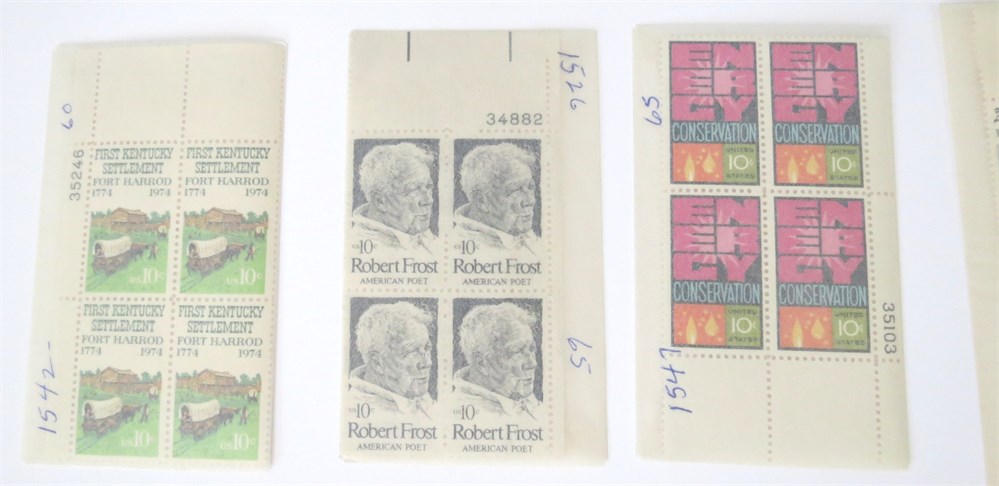 60
35246
FIRST KENTUCKY
SETTLEMENT
FORT HARROD
1774 1974
US 10c
FIRST KENTUCKY
SETTLEMENT
FORT HARROD
1774 1974
US 10c
FIRST KENTUCKY
SETTLEMENT
FORT HARROD
1774 1974
US 10c
FIRST KENTUCKY
SETTLEMENT
FORT HARROD
1774 1974
US 10c
1542
1526
34882
US 10c
Robert Frost
AMERICAN POET
US 10c
Robert Frost
AMERICAN POET
US 10c
Robert Frost
AMERICAN POET
US 10c
Robert Frost
AMERICAN POET
65
65
ENERGY
CONSERVATION
UNITED
STATES
10c
ENERGY
CONSERVATION
UNITED
STATES
10c
ENERGY
CONSERVATION
UNITED
STATES
10c
ENERGY
CONSERVATION
UNITED
STATES
10c
35103
1547